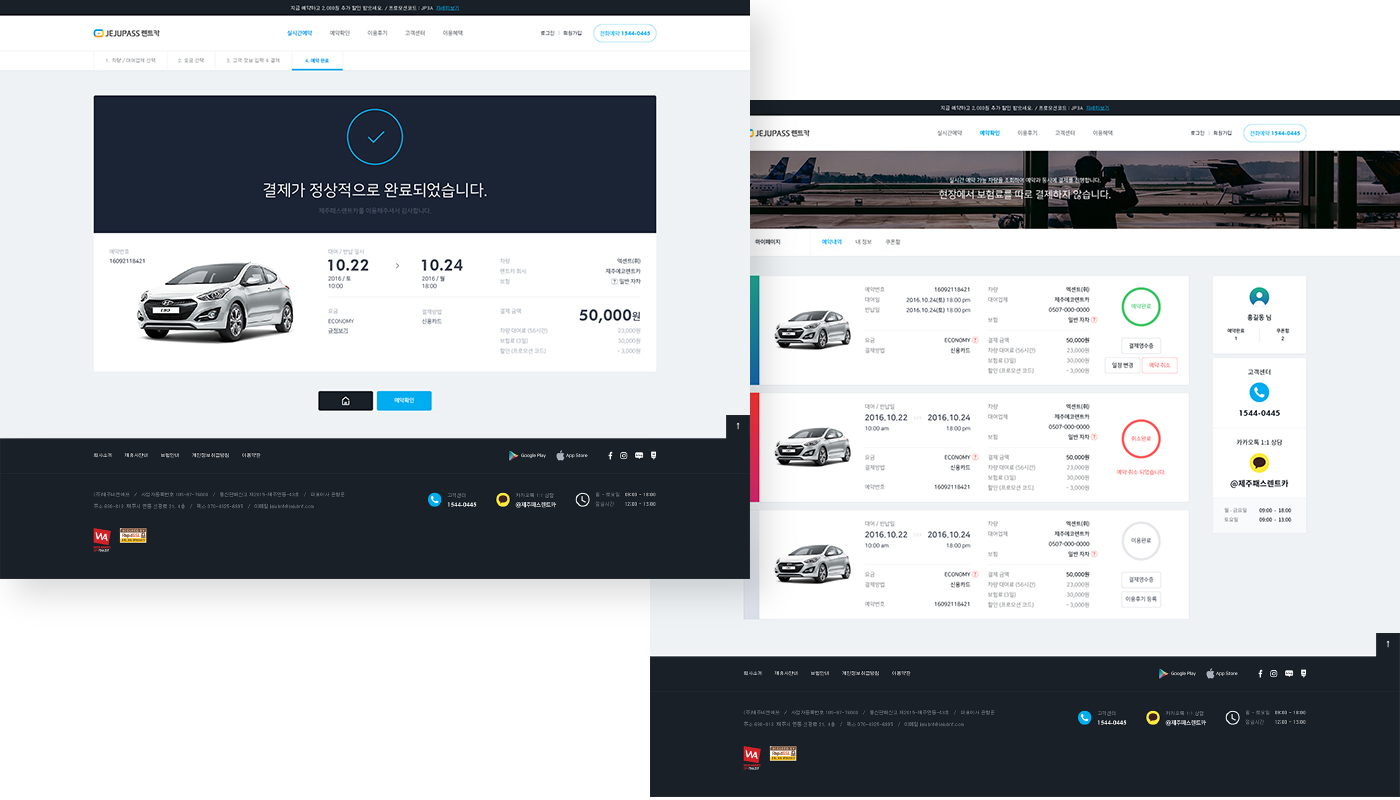 지금 예약하고 2,000원 추가 할인 받으세요. / 프로모션코드 : JP3A 자세히보기
JEJUPASS 렌트카
실시간예약 예약확인 이용후기 고객센터 이용혜택
로그인 | 회원가입
전화예약 1544-0445
1. 차량 / 대여업체 선택
2. 요금 선택
3. 고객 정보 입력 & 결제
4. 예약 완료
결제가 정상적으로 완료되었습니다.
제주패스렌트카를 이용해주셔서 감사합니다.
예약번호
16092118421
대여 / 반납 일시
10.22 > 10.24
2016 / 토 2016 / 월
10:00 18:00
요금 결제방법
ECONOMY 신용카드
규정보기
차량 엑센트(휘)
렌트카 회사 제주에코렌트카
보험 ? 일반 자차
결제 금액 50,000원
차량 대여료 (56시간) 23,000원
보험료 (3일) 30,000원
할인 (프로모션 코드) - 3,000원
예약확인
↑
회사소개 제휴사안내 보험안내 개인정보취급방침 이용약관
Google Play App Store
고객센터
1544-0445
카카오톡 1:1 상담
@제주패스렌트카
월 - 토요일 09:00 - 18:00
점심시간 12:00 - 13:00
지금 예약하고 2,000원 추가 할인 받으세요. / 프로모션코드 : JP3A 자세히보기
JEJUPASS 렌트카
실시간예약 예약확인 이용후기 고객센터 이용혜택
로그인 | 회원가입
전화예약 1544-0445
실시간 예약 가능 차량을 조회하여 예약과 동시에 결제를 진행합니다.
현장에서 보험료를 따로 결제하지 않습니다.
마이페이지
예약내역 내 정보 쿠폰함
예약번호 16092118421
대여일 2016.10.24(토) 18:00 pm
반납일 2016.10.24(토) 18:00 pm
요금 ECONOMY ?
결제방법 신용카드
차량 엑센트(휘)
대여업체 제주에코렌트카
0507-000-0000
보험 일반 자차 ?
결제 금액 50,000원
차량 대여료 (56시간) 23,000원
보험료 (3일) 30,000원
할인 (프로모션 코드) - 3,000원
예약완료
결제영수증
일정 변경
예약 취소
대여 / 반납일
2016.10.22 2016.10.24
10:00 am 18:00 pm
요금 ECONOMY ?
결제방법 신용카드
예약번호 16092118421
차량 엑센트(휘)
대여업체 제주에코렌트카
0507-000-0000
보험 일반 자차 ?
결제 금액 50,000원
차량 대여료 (56시간) 23,000원
보험료 (3일) 30,000원
할인 (프로모션 코드) - 3,000원
취소완료
예약 취소 되었습니다.
대여 / 반납일
2016.10.22 2016.10.24
10:00 am 18:00 pm
요금 ECONOMY ?
결제방법 신용카드
예약번호 16092118421
차량 엑센트(휘)
대여업체 제주에코렌트카
0507-000-0000
보험 일반 자차 ?
결제 금액 50,000원
차량 대여료 (56시간) 23,000원
보험료 (3일) 30,000원
할인 (프로모션 코드) - 3,000원
이용완료
결제영수증
이용후기 등록
홍길동 님
예약완료 쿠폰함
1 2
고객센터
1544-0445
카카오톡 1:1 상담
@제주패스렌트카
월 - 금요일 09:00 - 18:00
토요일 09:00 - 13:00
↑
회사소개 제휴사안내 보험안내 개인정보취급방침 이용약관
Google Play App Store
고객센터
1544-0445
카카오톡 1:1 상담
@제주패스렌트카
월 - 토요일 09:00 - 18:00
점심시간 12:00 - 13:00